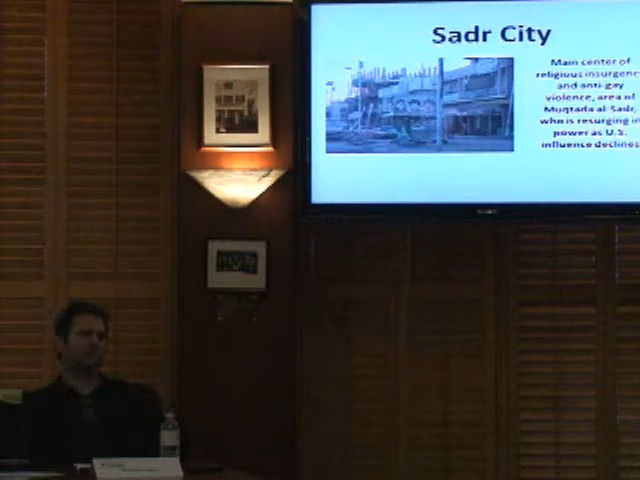 Sadr City
Main center of
religious insurgency
and anti-gay
violence, area of
Muqtada al-Sadr,
who is resurging in
power as U.S.
influence declines